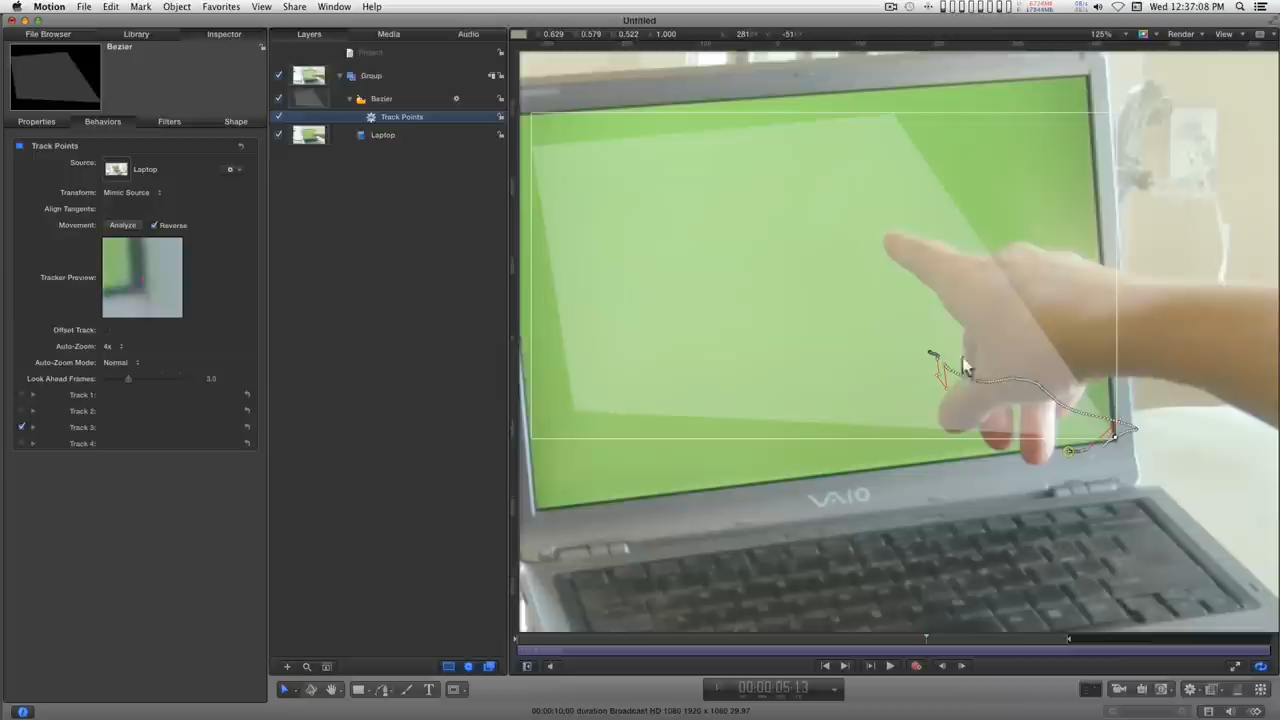 Motion File Edit Mark Object Favorites View Share Window Help Wed 12:37:08 PM
Untitled
File Browser Library Inspector Layers Media Audio 0.629 0.579 0.522 1.000 281 -51 125% Render View
Bezier
Project
Group
Bezier
Track Points
Laptop
Properties Behaviors Filters Shape
Track Points
Source: Laptop
Transform: Mimic Source
Align Tangents:
Movement: Analyze Reverse
Tracker Preview:
Offset Track:
Auto-Zoom: 4x
Auto-Zoom Mode: Normal
Look Ahead Frames: 3.0
Track 1:
Track 2:
Track 3:
Track 4:
VAIO
T 00:00:05:13
00:00:10;00 duration Broadcast HD 1080 1920 x 1080 29.97